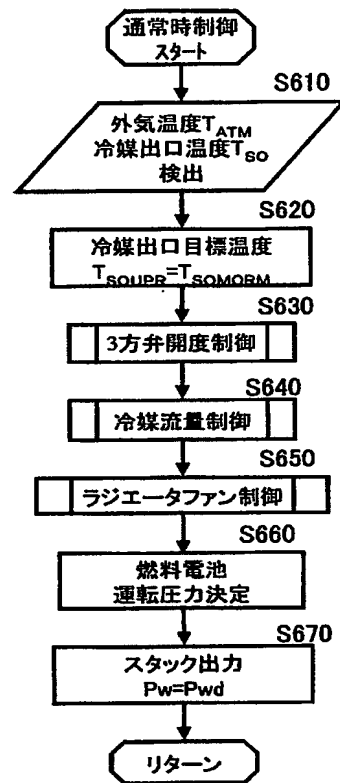 通常時制御
スタート
S610
外気温度T_ATM
冷媒出口温度T_SO
検出
S620
冷媒出口目標温度
T_SOUPR=T_SOMORM
S630
3方弁開度制御
S640
冷媒流量制御
S650
ラジエータファン制御
S660
燃料電池
運転圧力決定
S670
スタック出力
Pw=Pwd
リターン